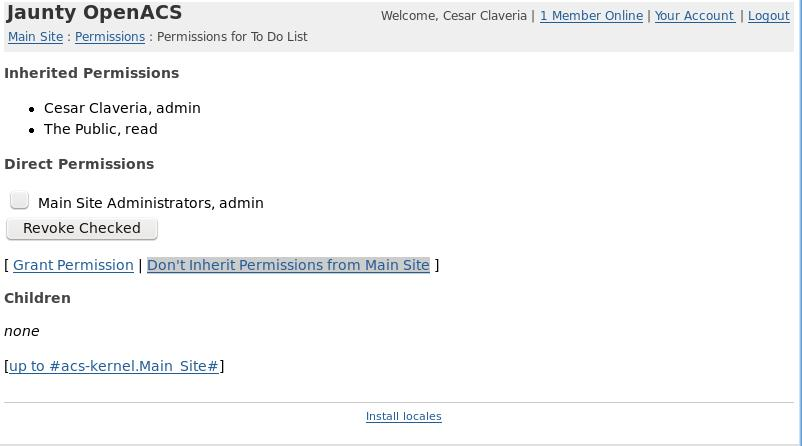 Jaunty OpenACS
Welcome, Cesar Claveria | 1 Member Online | Your Account | Logout
Main Site : Permissions : Permissions for To Do List
Inherited Permissions
• Cesar Claveria, admin
• The Public, read
Direct Permissions
Main Site Administrators, admin
Revoke Checked
[ Grant Permission | Don't Inherit Permissions from Main Site ]
Children
none
[up to #acs-kernel.Main_Site#]
Install locales